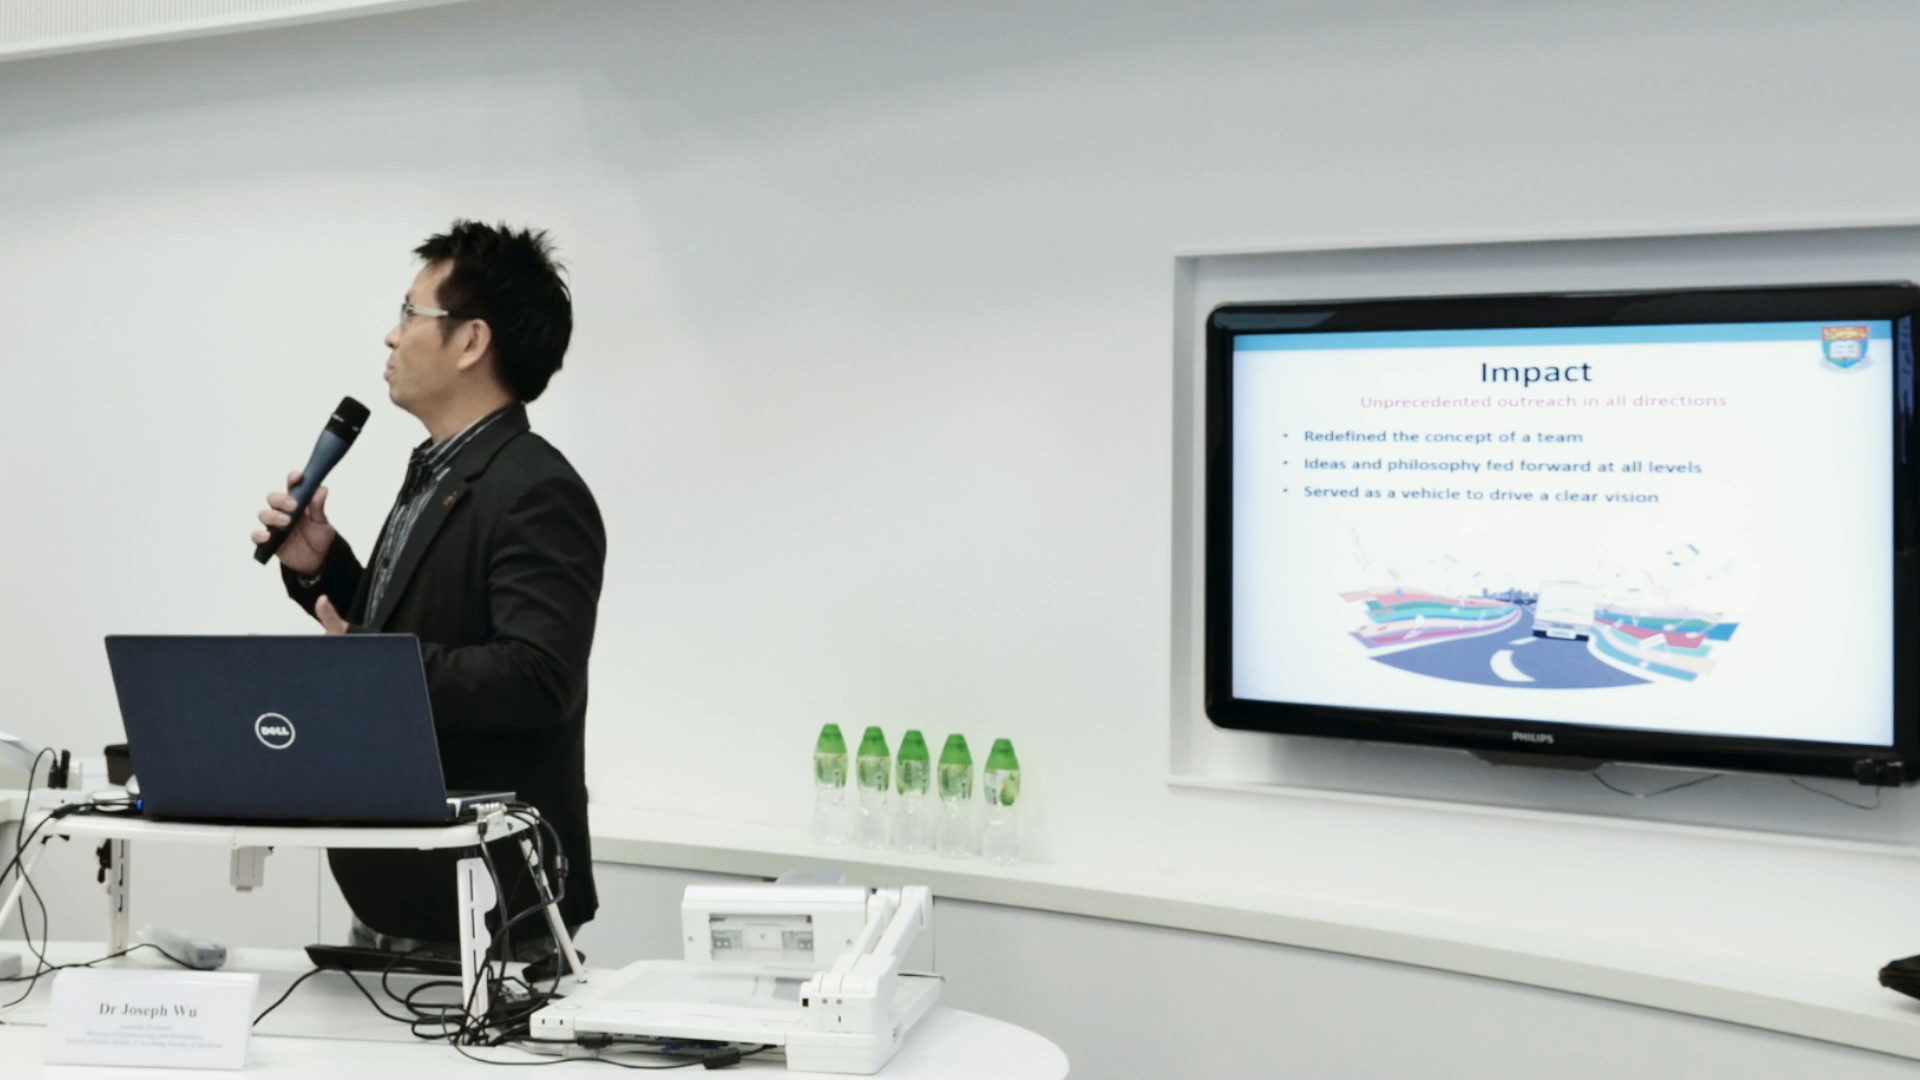 Impact
Unprecedented outreach in all directions
• Redefined the concept of a team
• Ideas and philosophy fed forward at all levels
• Served as a vehicle to drive a clear vision
PHILIPS
DELL
Dr Joseph Wu